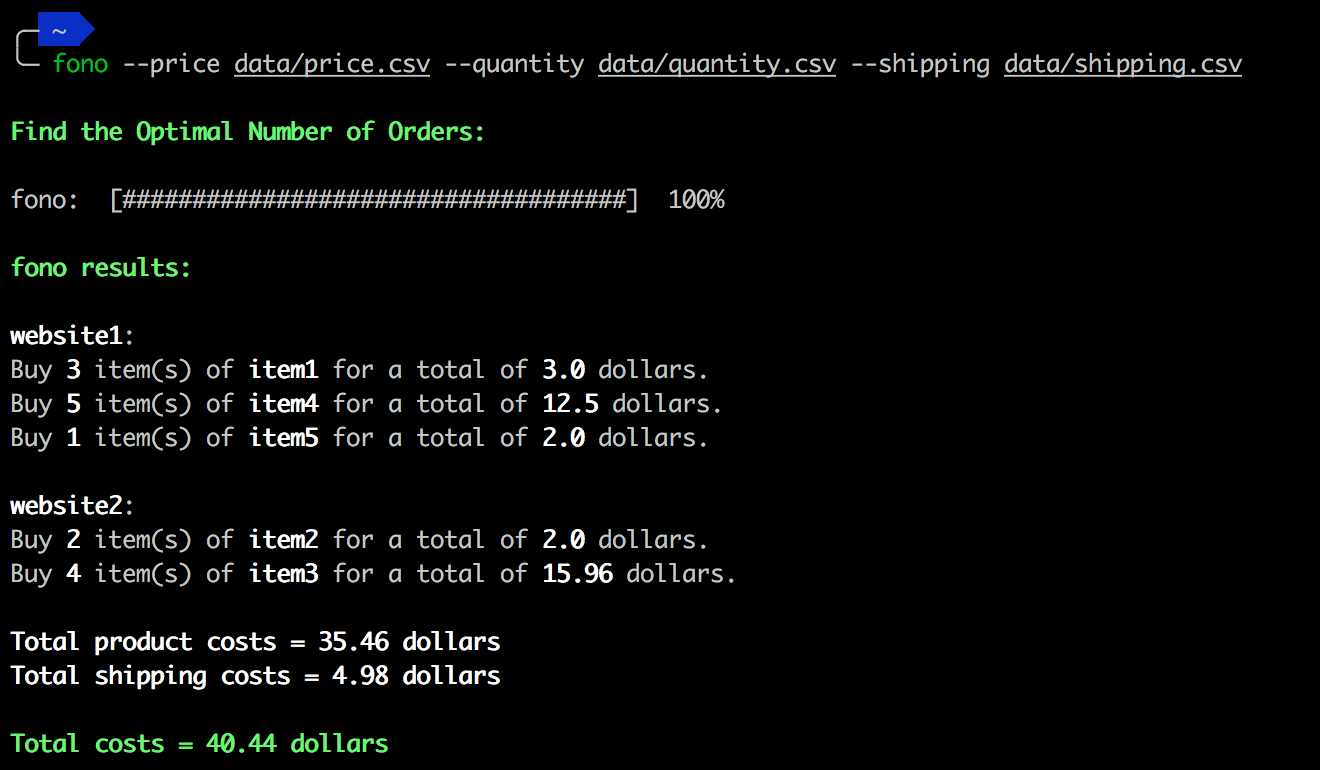 ~
fono --price data/price.csv --quantity data/quantity.csv --shipping data/shipping.csv
Find the Optimal Number of Orders:
fono: [####################################] 100%
fono results:
website1:
Buy 3 item(s) of item1 for a total of 3.0 dollars.
Buy 5 item(s) of item4 for a total of 12.5 dollars.
Buy 1 item(s) of item5 for a total of 2.0 dollars.
website2:
Buy 2 item(s) of item2 for a total of 2.0 dollars.
Buy 4 item(s) of item3 for a total of 15.96 dollars.
Total product costs = 35.46 dollars
Total shipping costs = 4.98 dollars
Total costs = 40.44 dollars